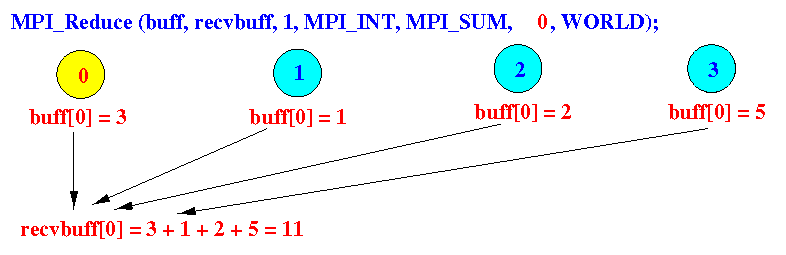 MPI_Reduce (buff, recvbuff, 1, MPI_INT, MPI_SUM, 0, WORLD);
0 1 2 3
buff[0] = 3 buff[0] = 1 buff[0] = 2 buff[0] = 5
recvbuff[0] = 3 + 1 + 2 + 5 = 11